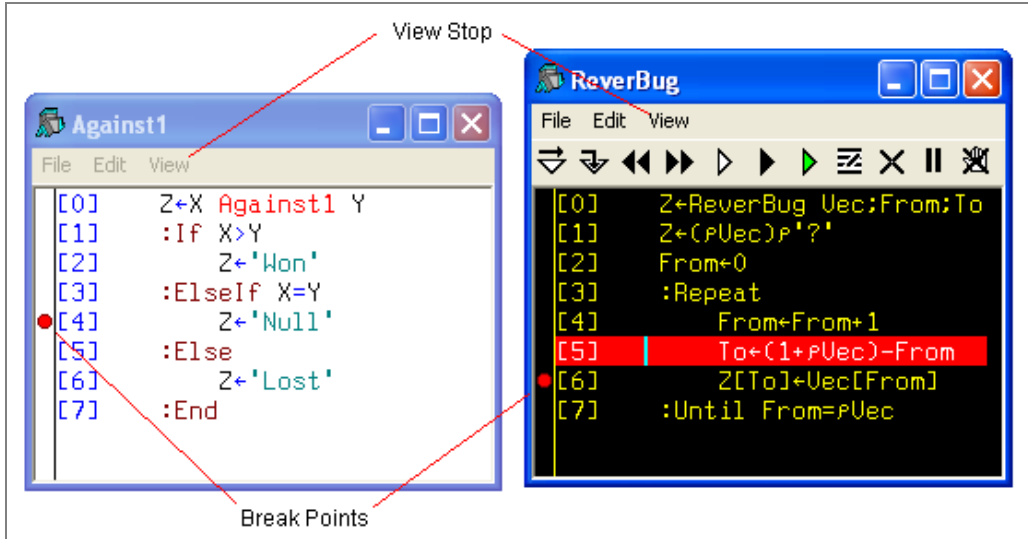 View Stop
Against1
File Edit View
[0] Z←X Against1 Y
[1] :If X>Y
[2] Z←'Won'
[3] :ElseIf X=Y
[4] Z←'Null'
[5] :Else
[6] Z←'Lost'
[7] :End
ReverBug
File Edit View
[0] Z←ReverBug Vec;From;To
[1] Z←(⍴Vec)⍴'?'
[2] From←0
[3] :Repeat
[4] From←From+1
[5] To←(1+⍴Vec)-From
[6] Z[To]←Vec[From]
[7] :Until From=⍴Vec
Break Points